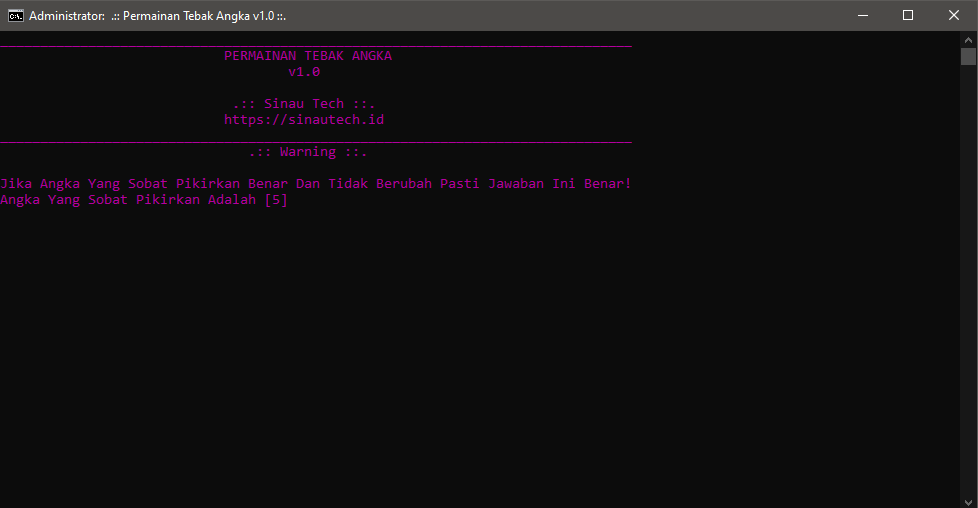 Administrator: .:: Permainan Tebak Angka v1.0 ::.
PERMAINAN TEBAK ANGKA
v1.0
.:: Sinau Tech ::.
https://sinautech.id
.:: Warning ::.
Jika Angka Yang Sobat Pikirkan Benar Dan Tidak Berubah Pasti Jawaban Ini Benar!
Angka Yang Sobat Pikirkan Adalah [5]